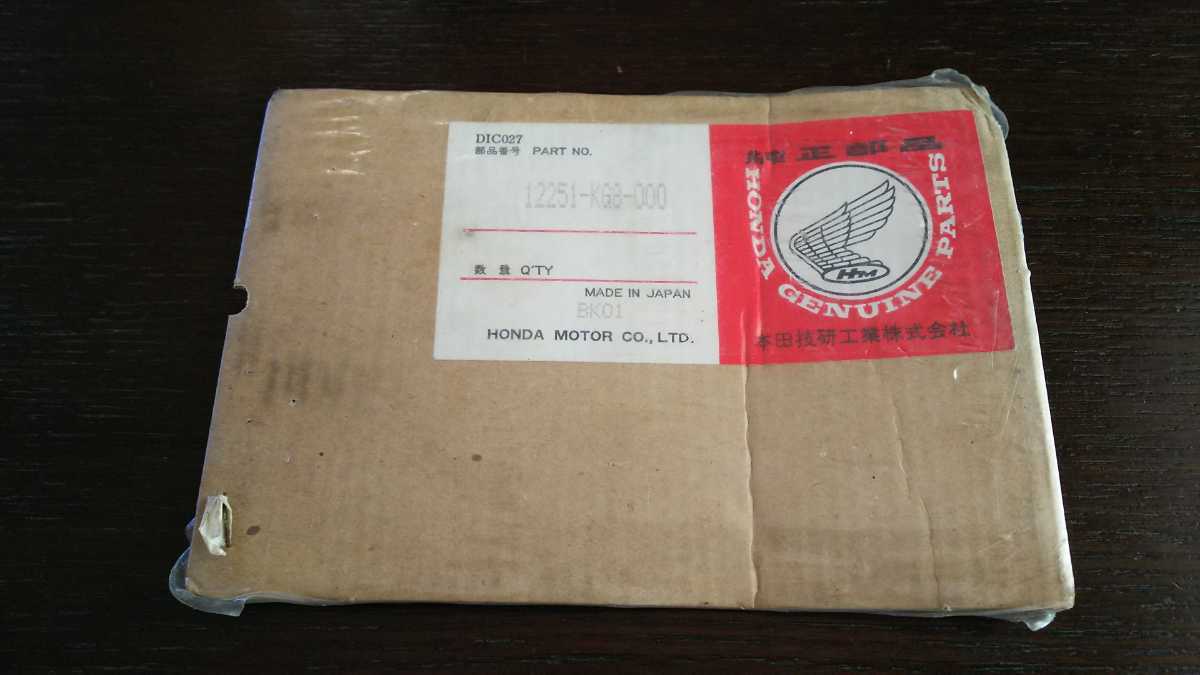 DIC027
部品番号 PART NO.
12251-KG8-000
数量 Q'TY
MADE IN JAPAN
BK01
HONDA MOTOR CO., LTD.
純正部品
HONDA GENUINE PARTS
HM
本田技研工業株式会社